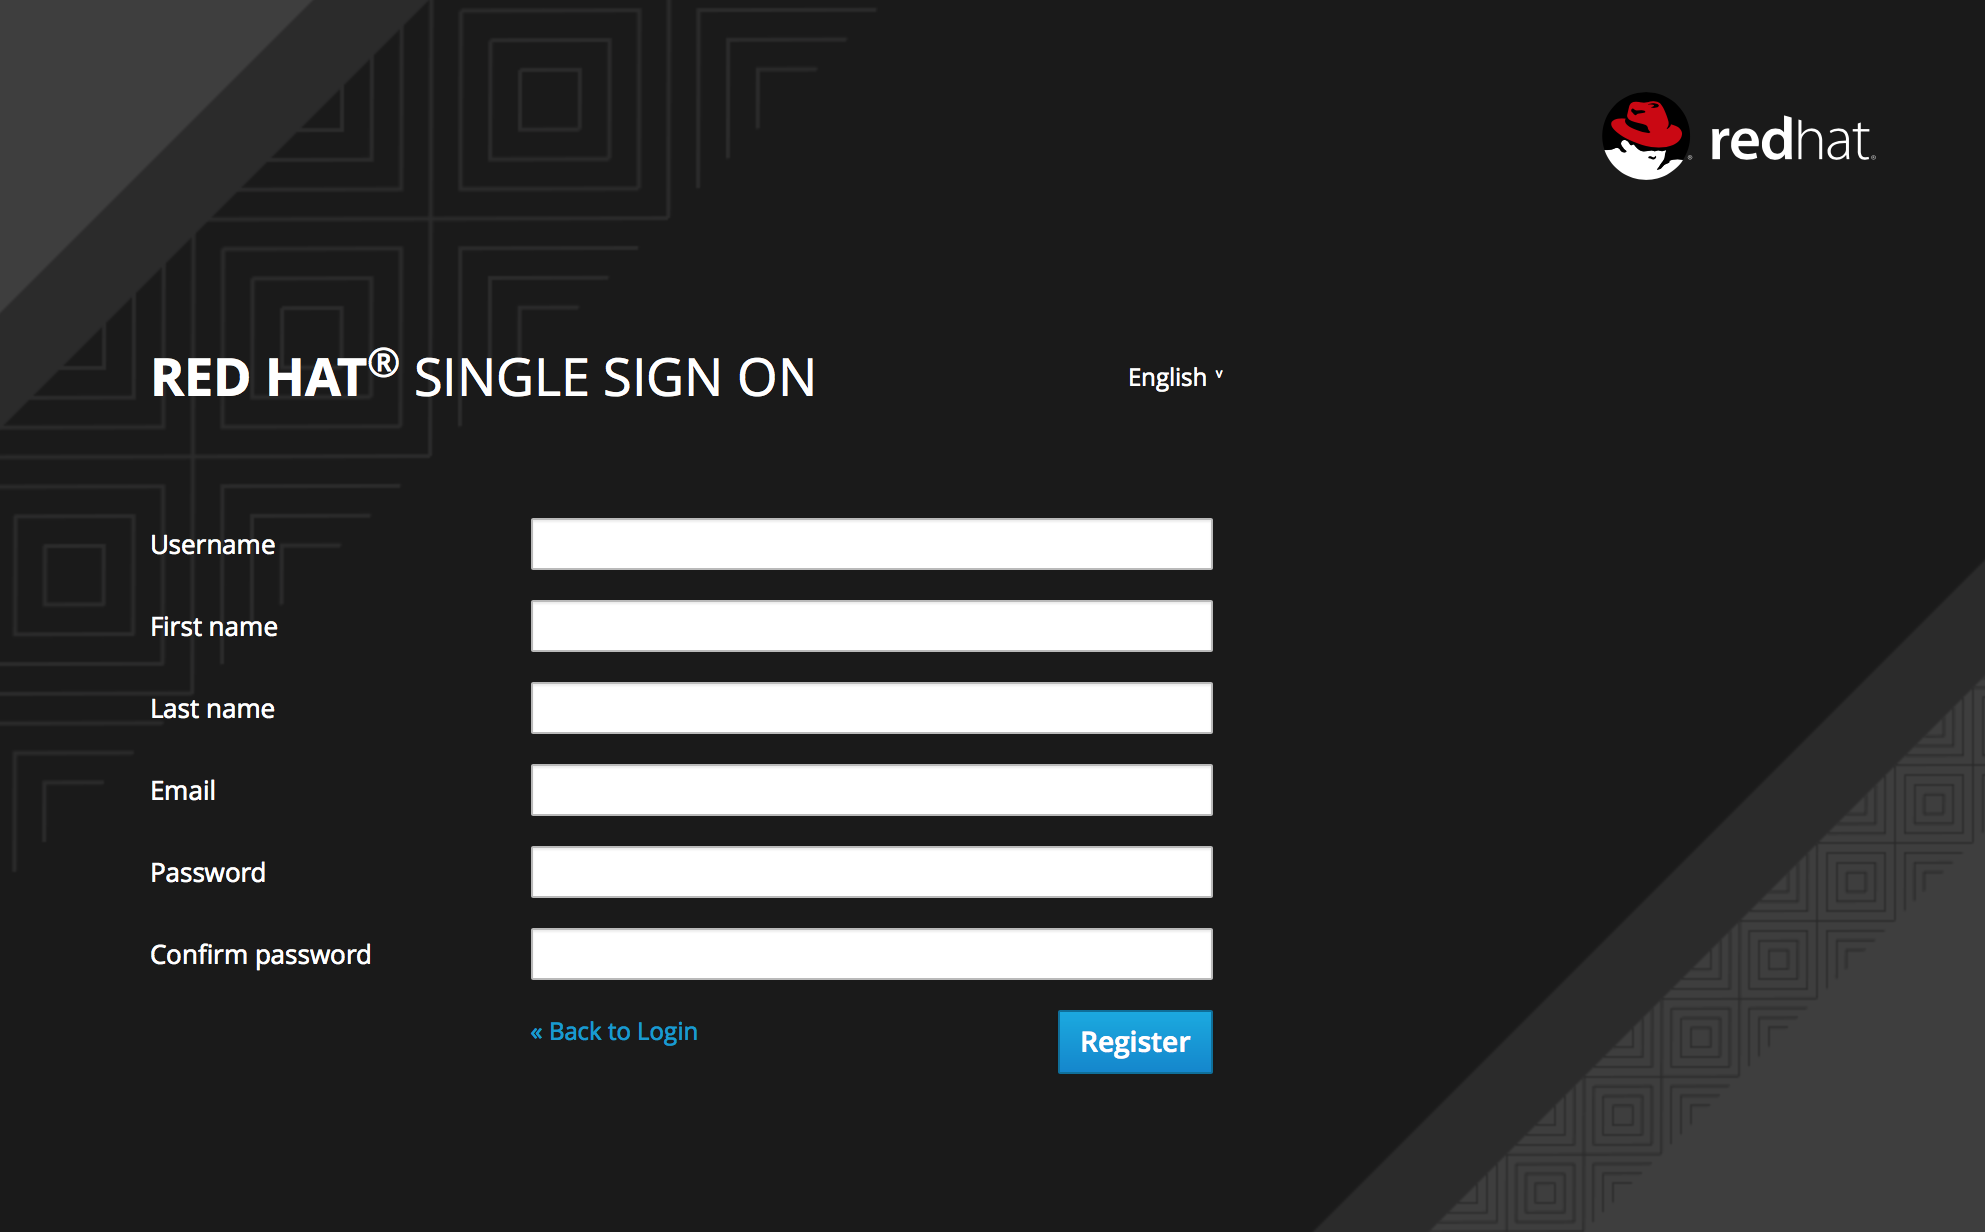 redhat®
RED HAT® SINGLE SIGN ON
English ˅
Username
First name
Last name
Email
Password
Confirm password
« Back to Login
Register